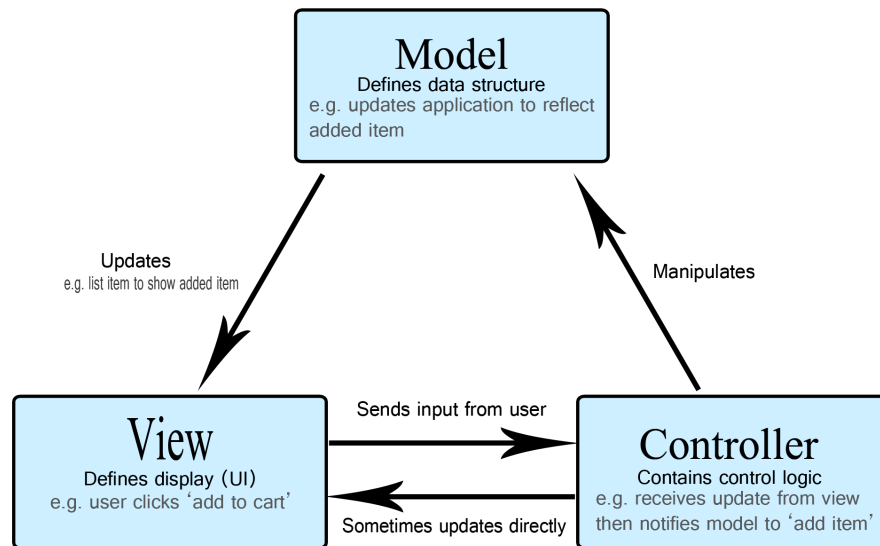 Model
Defines data structure
e.g. updates application to reflect
added item
Updates
e.g. list item to show added item
Manipulates
Sends input from user
View
Defines display (UI)
e.g. user clicks ‘add to cart’
Sometimes updates directly
Controller
Contains control logic
e.g. receives update from view
then notifies model to ‘add item’